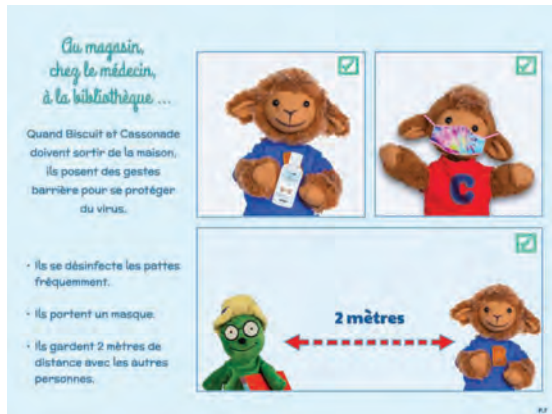 Au magasin,
chez le médecin,
à la bibliothèque ...
Quand Biscuit et Cassonade
doivent sortir de la maison,
ils posent des gestes
barrière pour se protéger
du virus.
• Ils se désinfecte les pattes
fréquemment.
• Ils portent un masque.
• Ils gardent 2 mètres de
distance avec les autres
personnes.
C
2 mètres